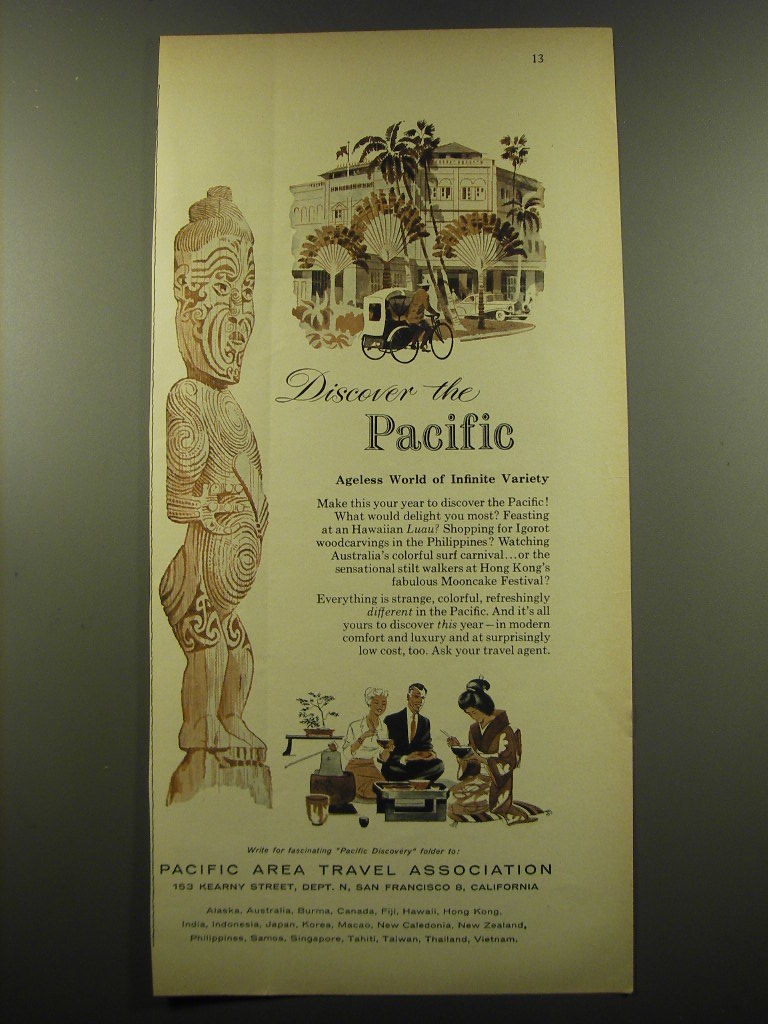 13
Discover the
Pacific
Ageless World of Infinite Variety
Make this your year to discover the Pacific!
What would delight you most? Feasting
at an Hawaiian Luau? Shopping for Igorot
woodcarvings in the Philippines? Watching
Australia's colorful surf carnival...or the
sensational stilt walkers at Hong Kong's
fabulous Mooncake Festival?
Everything is strange, colorful, refreshingly
different in the Pacific. And it's all
yours to discover this year—in modern
comfort and luxury and at surprisingly
low cost, too. Ask your travel agent.
Write for fascinating "Pacific Discovery" folder to:
PACIFIC AREA TRAVEL ASSOCIATION
153 KEARNY STREET, DEPT. N, SAN FRANCISCO 8, CALIFORNIA
Alaska, Australia, Burma, Canada, Fiji, Hawaii, Hong Kong,
India, Indonesia, Japan, Korea, Macao, New Caledonia, New Zealand,
Philippines, Samoa, Singapore, Tahiti, Taiwan, Thailand, Vietnam.